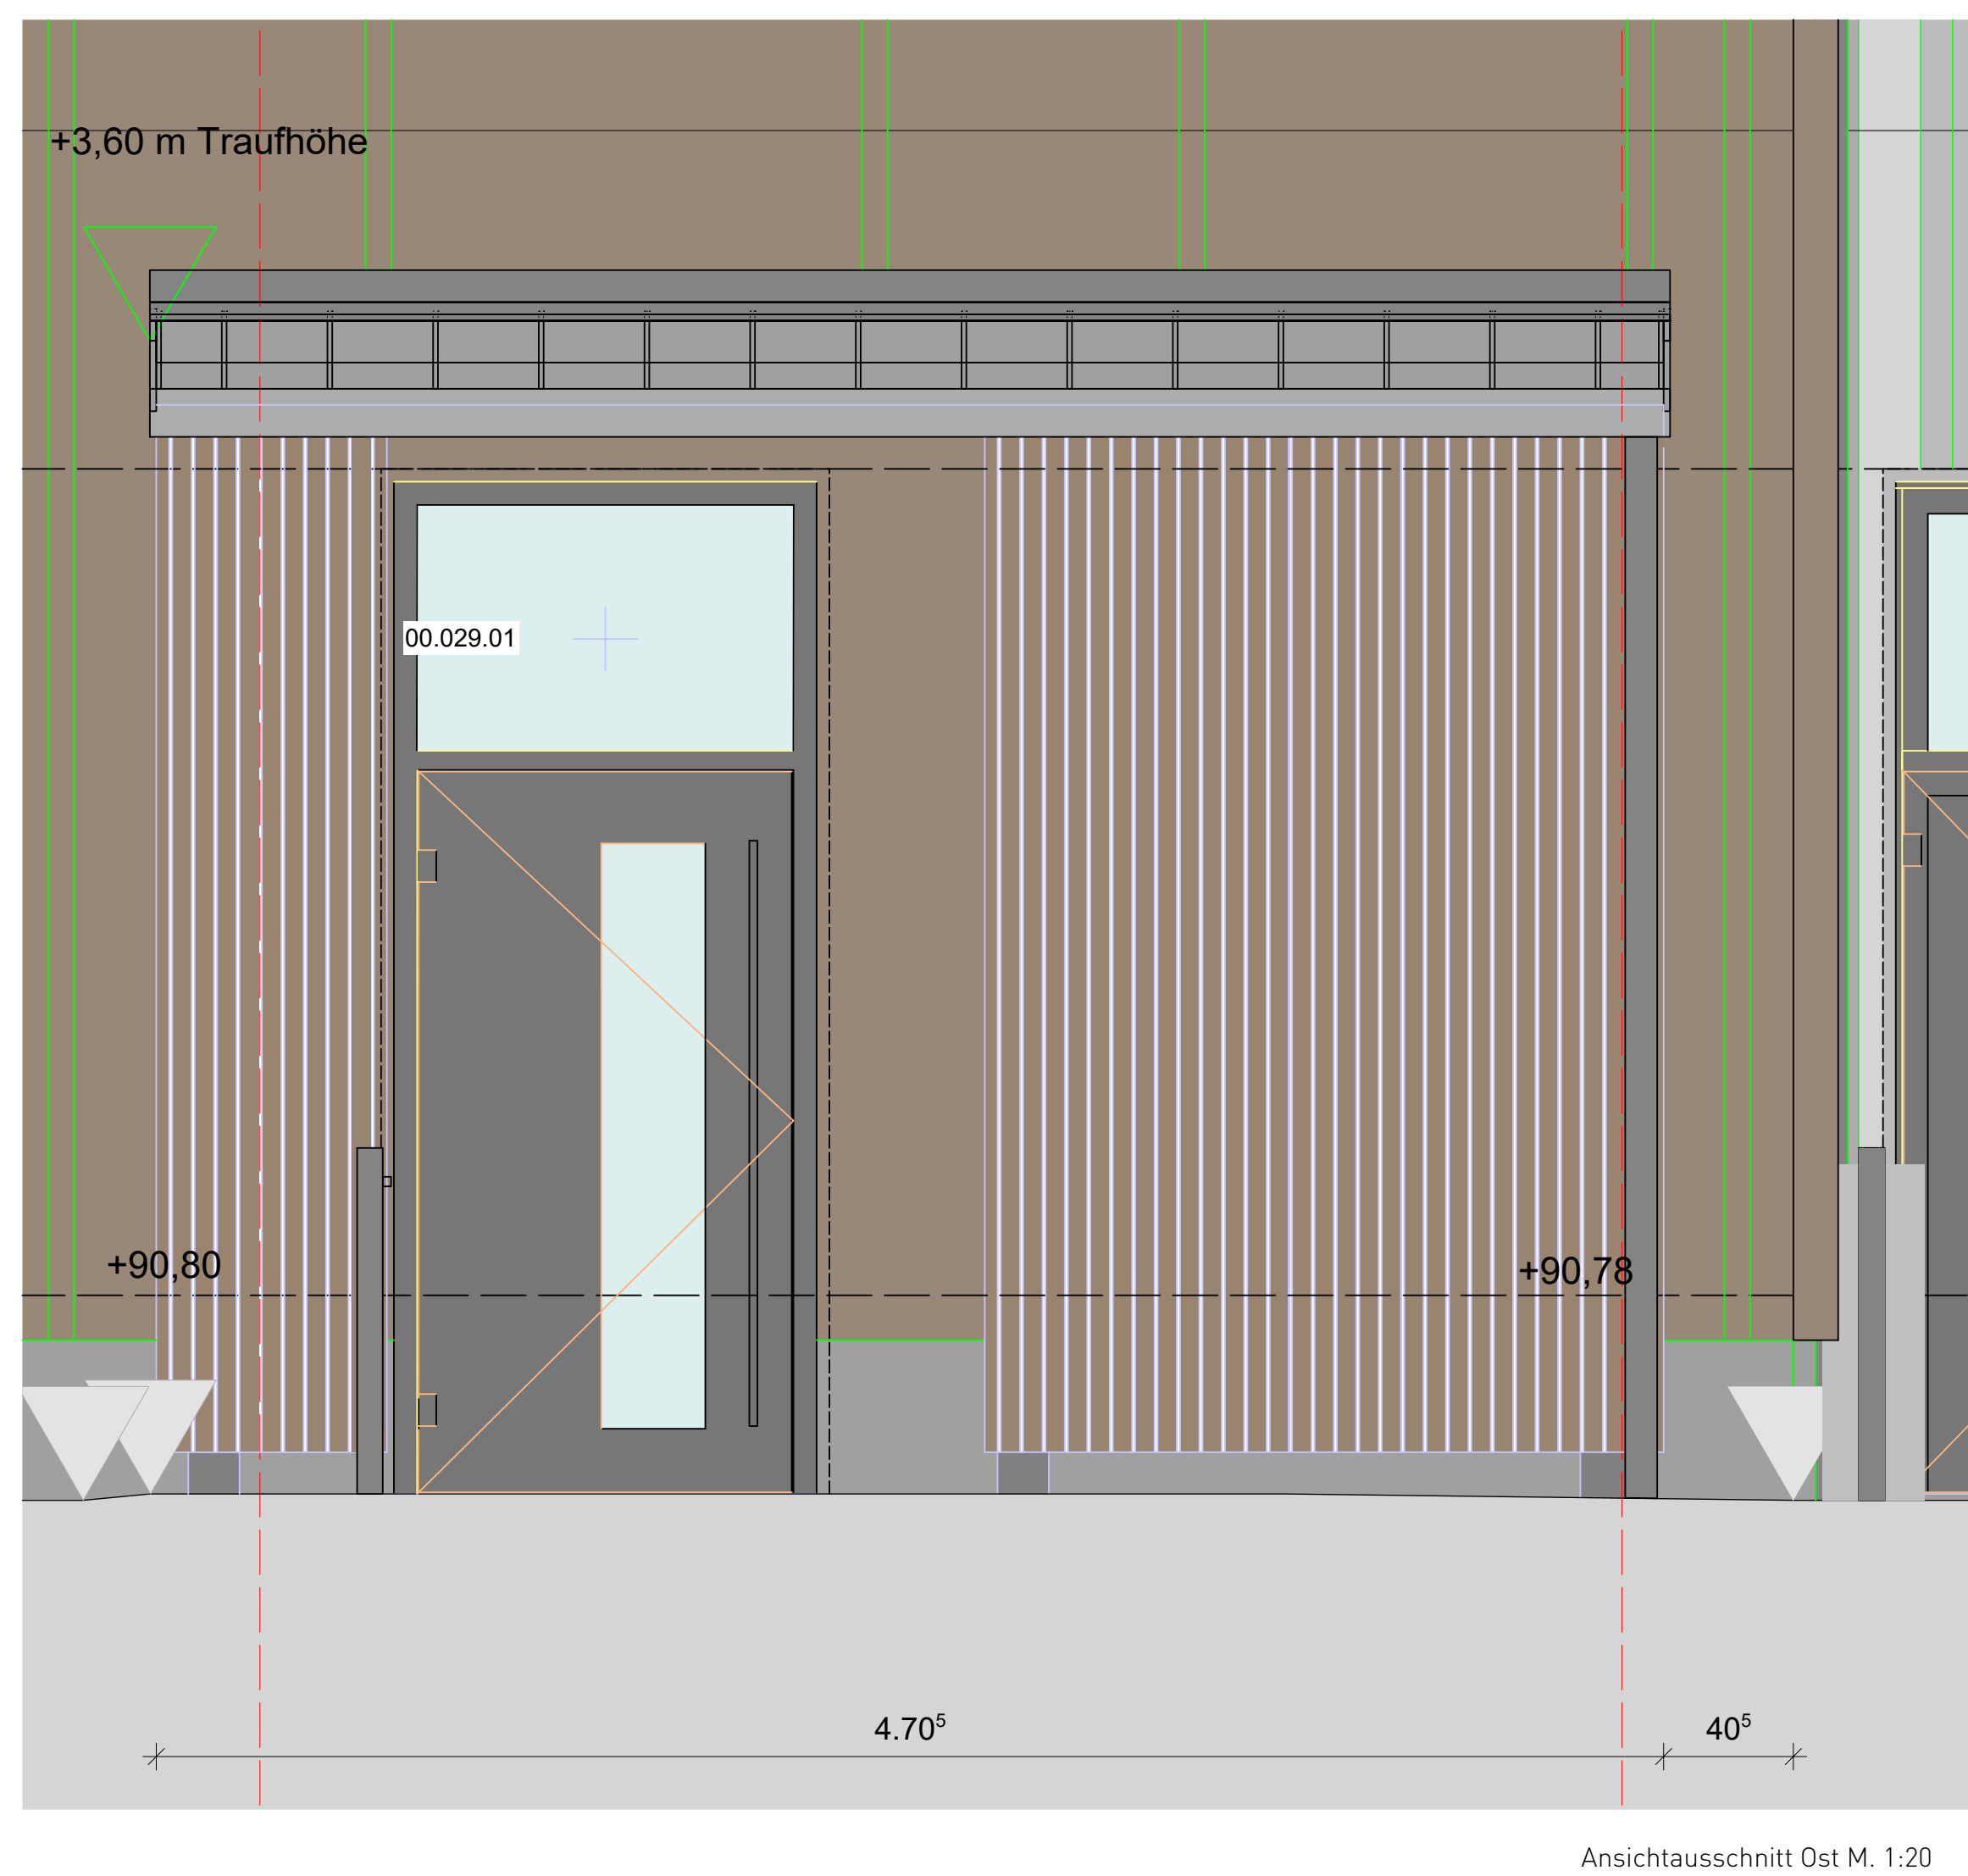 +3,60 m Traufhöhe
00.029.01
+90,80
+90,78
4.70⁵
40⁵
Ansichtausschnitt Ost M. 1:20